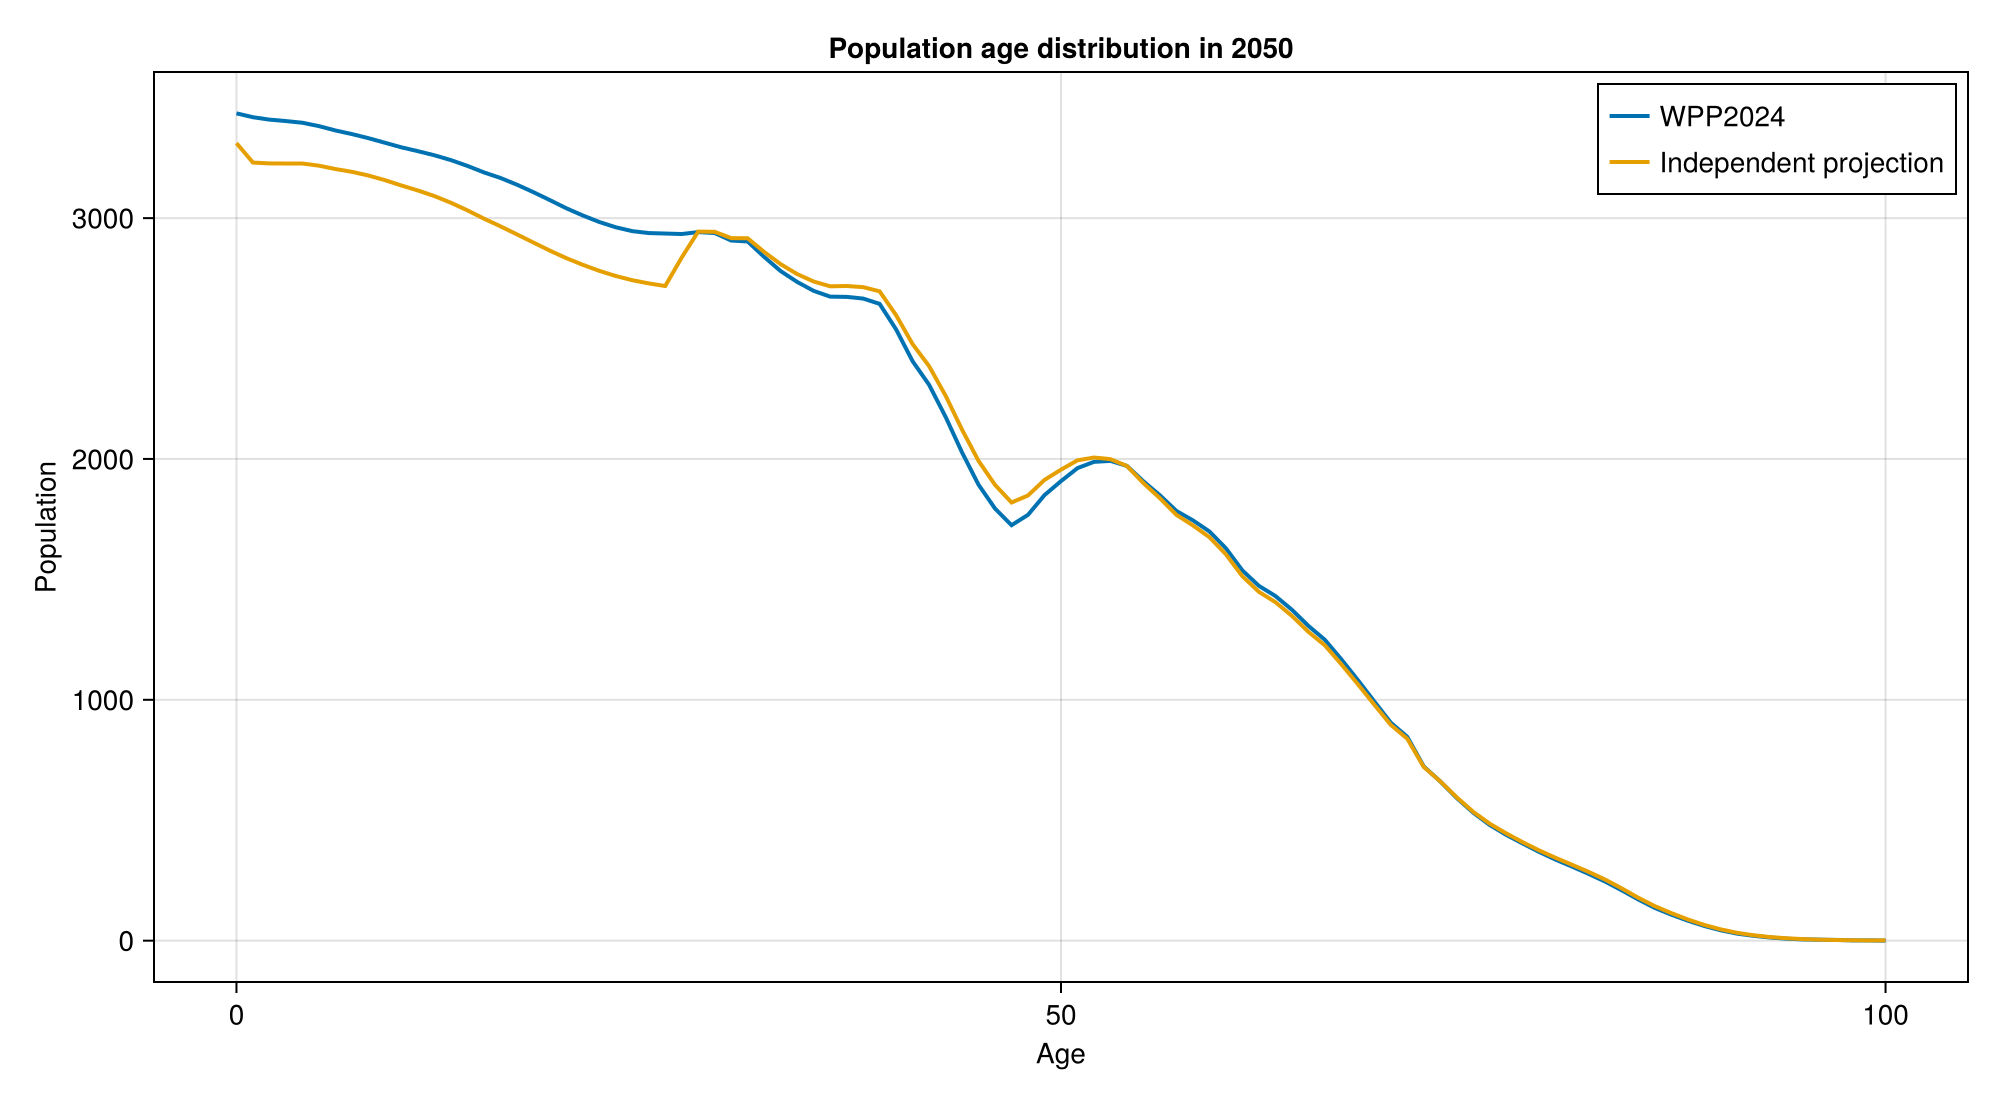 Population age distribution in 2050
WPP2024
Independent projection
3000
2000
1000
0
Population
0
50
100
Age